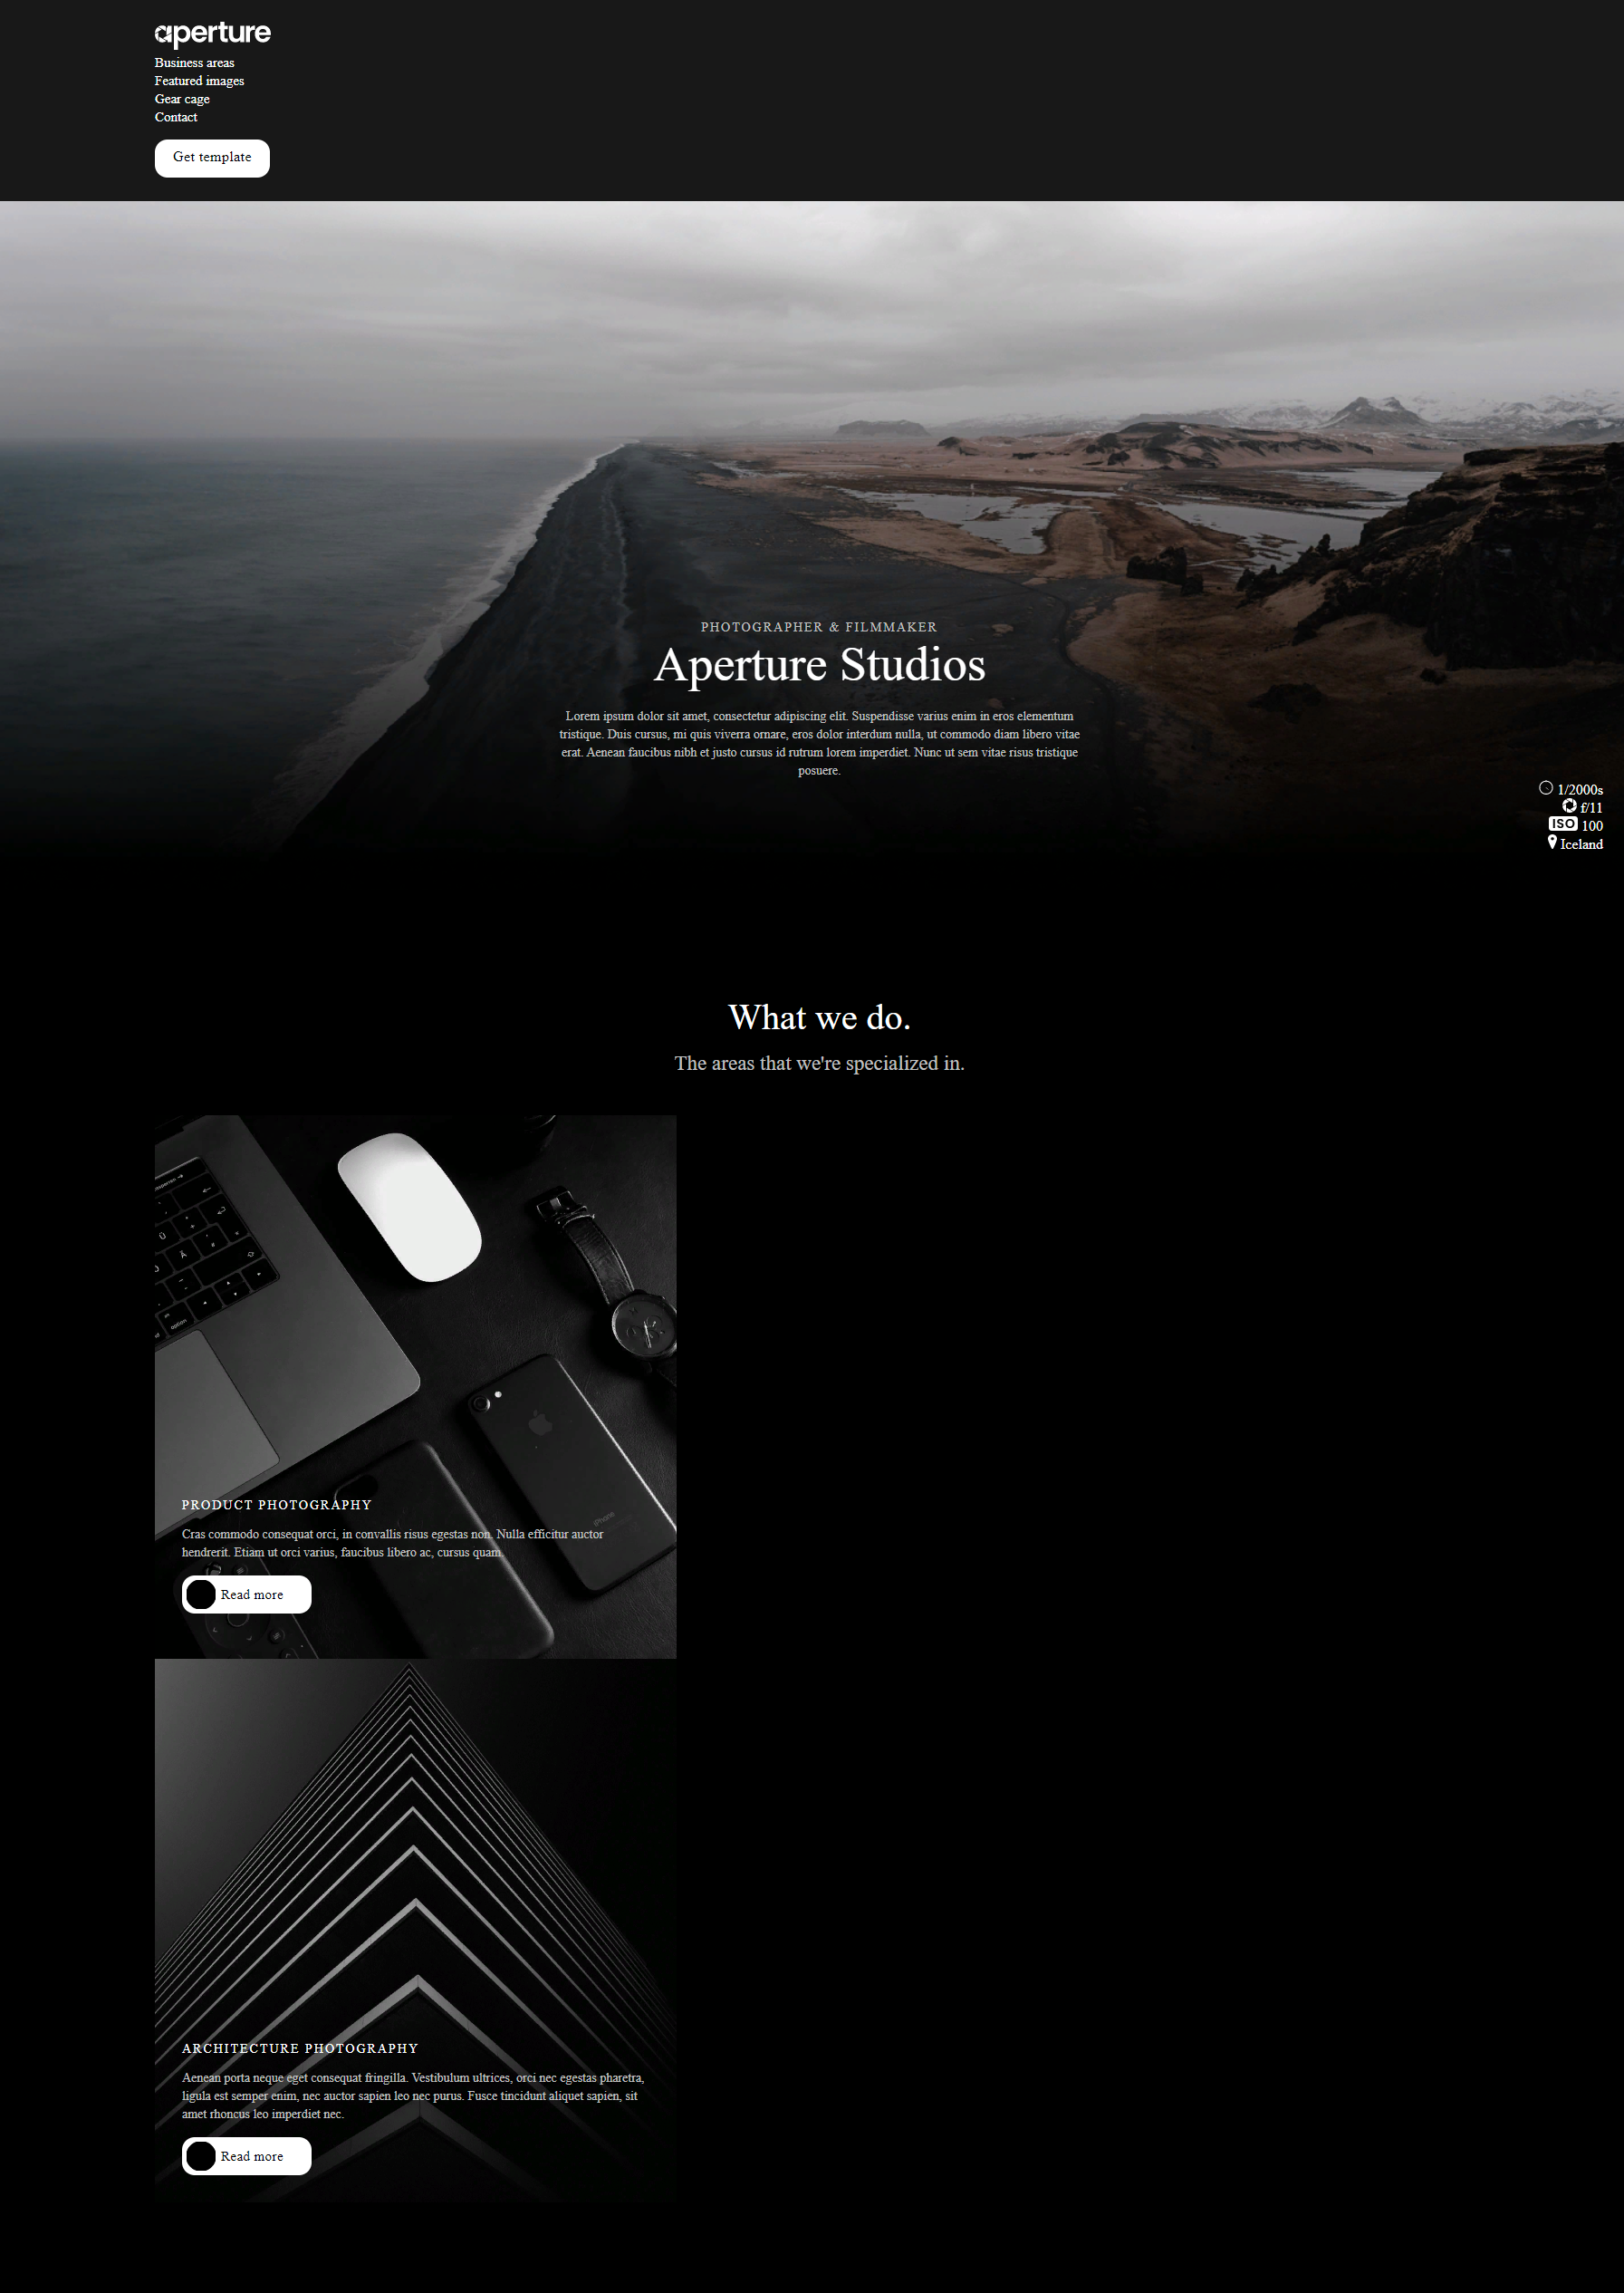 aperture
Business areas
Featured images
Gear cage
Contact
Get template
PHOTOGRAPHER & FILMMAKER
Aperture Studios
Lorem ipsum dolor sit amet, consectetur adipiscing elit. Suspendisse varius enim in eros elementum
tristique. Duis cursus, mi quis viverra ornare, eros dolor interdum nulla, ut commodo diam libero vitae
erat. Aenean faucibus nibh et justo cursus id rutrum lorem imperdiet. Nunc ut sem vitae risus tristique
posuere.
1/2000s
f/11
ISO 100
Iceland
What we do.
The areas that we're specialized in.
option
iPhone
PRODUCT PHOTOGRAPHY
Cras commodo consequat orci, in convallis risus egestas non. Nulla efficitur auctor
hendrerit. Etiam ut orci varius, faucibus libero ac, cursus quam.
Read more
ARCHITECTURE PHOTOGRAPHY
Aenean porta neque eget consequat fringilla. Vestibulum ultrices, orci nec egestas pharetra,
ligula est semper enim, nec auctor sapien leo nec purus. Fusce tincidunt aliquet sapien, sit
amet rhoncus leo imperdiet nec.
Read more